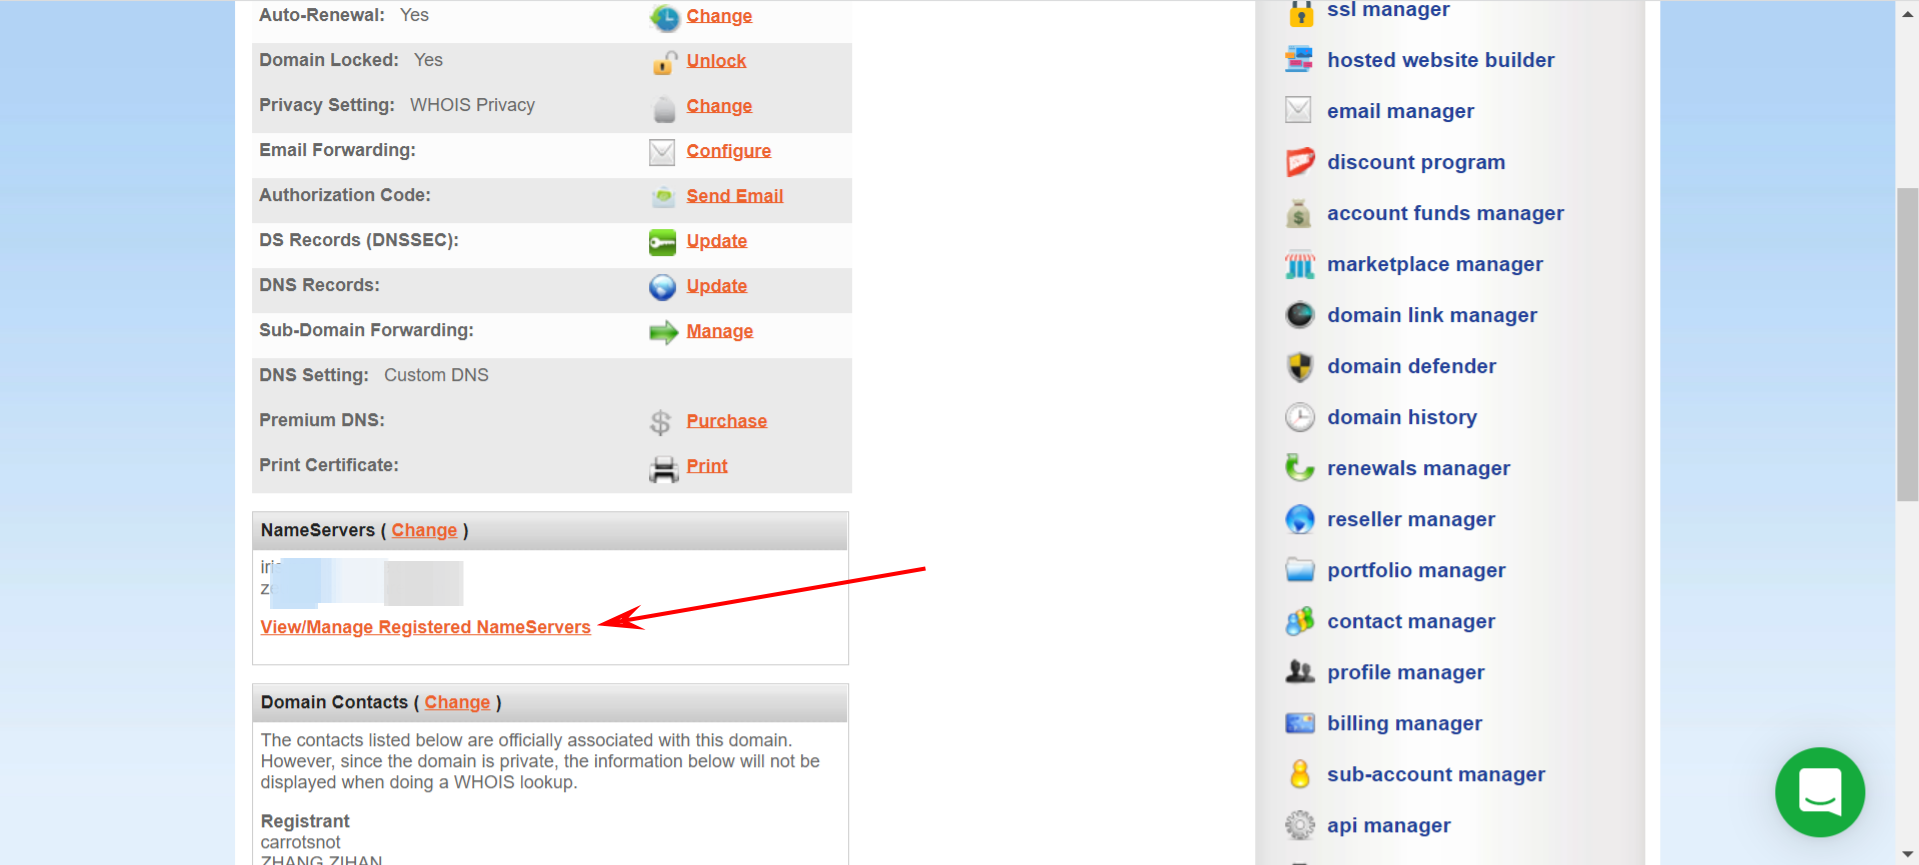 Auto-Renewal: Yes Change
Domain Locked: Yes Unlock
Privacy Setting: WHOIS Privacy Change
Email Forwarding: Configure
Authorization Code: Send Email
DS Records (DNSSEC): Update
DNS Records: Update
Sub-Domain Forwarding: Manage
DNS Setting: Custom DNS
Premium DNS: Purchase
Print Certificate: Print
NameServers ( Change )
View/Manage Registered NameServers
Domain Contacts ( Change )
The contacts listed below are officially associated with this domain.
However, since the domain is private, the information below will not be
displayed when doing a WHOIS lookup.
Registrant
carrotsnot
ZHANG ZIHAN
ssl manager
hosted website builder
email manager
discount program
account funds manager
marketplace manager
domain link manager
domain defender
domain history
renewals manager
reseller manager
portfolio manager
contact manager
profile manager
billing manager
sub-account manager
api manager